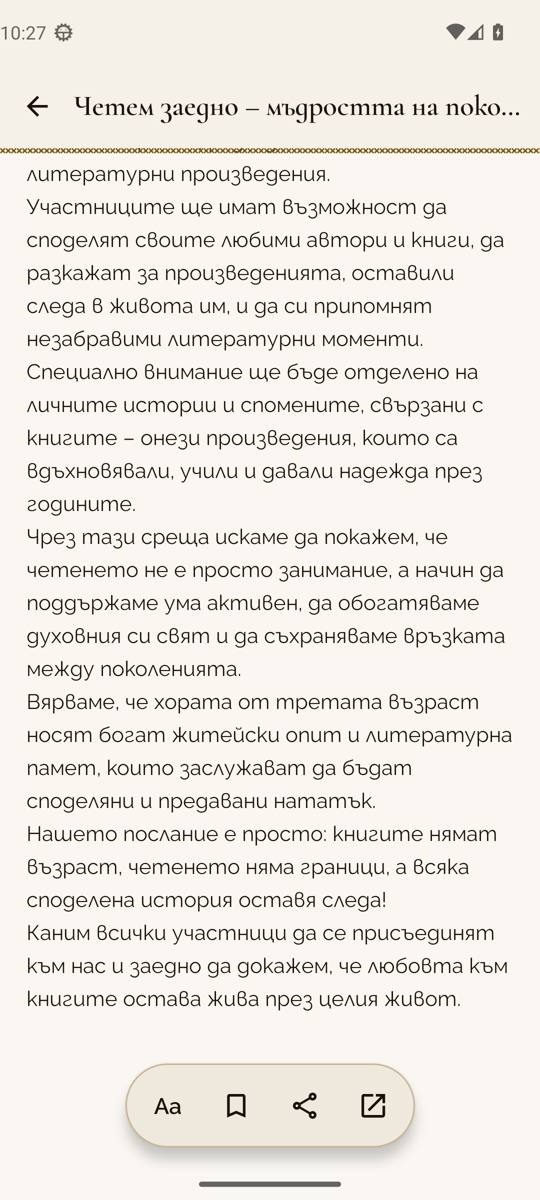 10:27
Четем заедно – мъдростта на поко...
литературни произведения.
Участниците ще имат възможност да
споделят своите любими автори и книги, да
разкажат за произведенията, оставили
следа в живота им, и да си припомнят
незабравими литературни моменти.
Специално внимание ще бъде отделено на
личните истории и спомените, свързани с
книгите – онези произведения, които са
вдъхновявали, учили и давали надежда през
годините.
Чрез тази среща искаме да покажем, че
четенето не е просто занимание, а начин да
поддържаме ума активен, да обогатяваме
духовния си свят и да съхраняваме връзката
между поколенията.
Вярваме, че хората от третата възраст
носят богат житейски опит и литературна
памет, които заслужават да бъдат
споделяни и предавани нататък.
Нашето послание е просто: книгите нямат
възраст, четенето няма граници, а всяка
споделена история оставя следа!
Каним всички участници да се присъединят
към нас и заедно да докажем, че любовта към
книгите остава жива през целия живот.
Aa